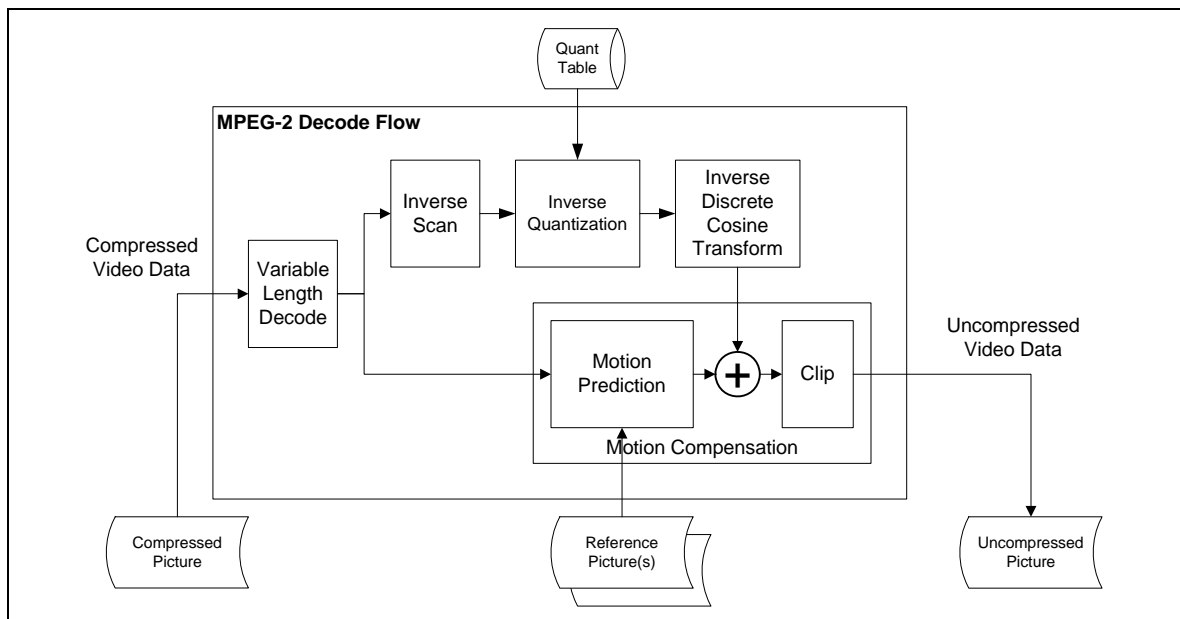 Quant
Table
MPEG-2 Decode Flow
Inverse
Scan
Inverse
Quantization
Inverse
Discrete
Cosine
Transform
Compressed
Video Data
Variable
Length
Decode
Motion
Prediction
+
Clip
Motion Compensation
Uncompressed
Video Data
Compressed
Picture
Reference
Picture(s)
Uncompressed
Picture